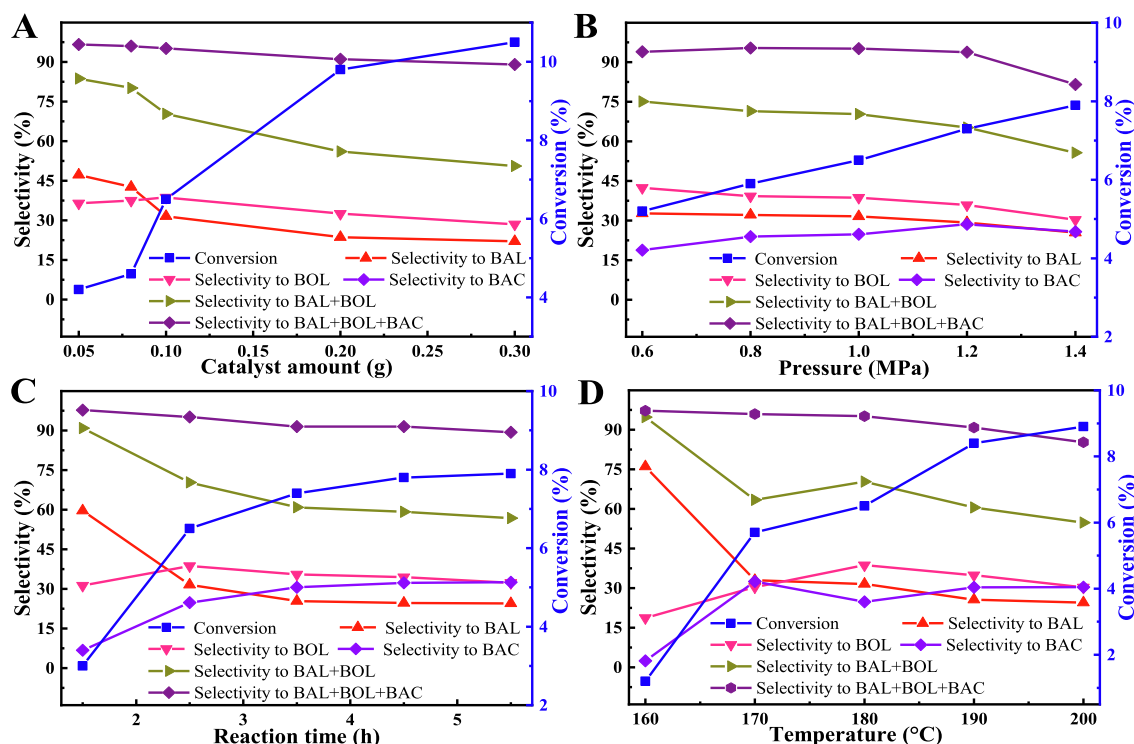 A
Selectivity (%)
90
75
60
45
30
15
0
10
8
6
4
Conversion (%)
Conversion
Selectivity to BAL
Selectivity to BOL
Selectivity to BAC
Selectivity to BAL+BOL
Selectivity to BAL+BOL+BAC
0.05
0.10
0.20
0.25
0.30
Catalyst amount (g)
B
Selectivity (%)
90
75
60
45
30
15
0
10
8
6
4
2
Conversion (%)
Conversion
Selectivity to BAL
Selectivity to BOL
Selectivity to BAC
Selectivity to BAL+BOL
Selectivity to BAL+BOL+BAC
0.6
0.8
1.0
1.2
1.4
Pressure (MPa)
C
Selectivity (%)
90
75
60
45
30
15
0
10
8
6
4
2
Conversion (%)
Conversion
Selectivity to BAL
Selectivity to BOL
Selectivity to BAC
Selectivity to BAL+BOL
Selectivity to BAL+BOL+BAC
2
3
4
5
Reaction time (h)
D
Selectivity (%)
90
75
60
45
30
15
0
10
8
6
4
2
Conversion (%)
Conversion
Selectivity to BAL
Selectivity to BOL
Selectivity to BAC
Selectivity to BAL+BOL
Selectivity to BAL+BOL+BAC
160
170
180
190
200
Temperature (°C)